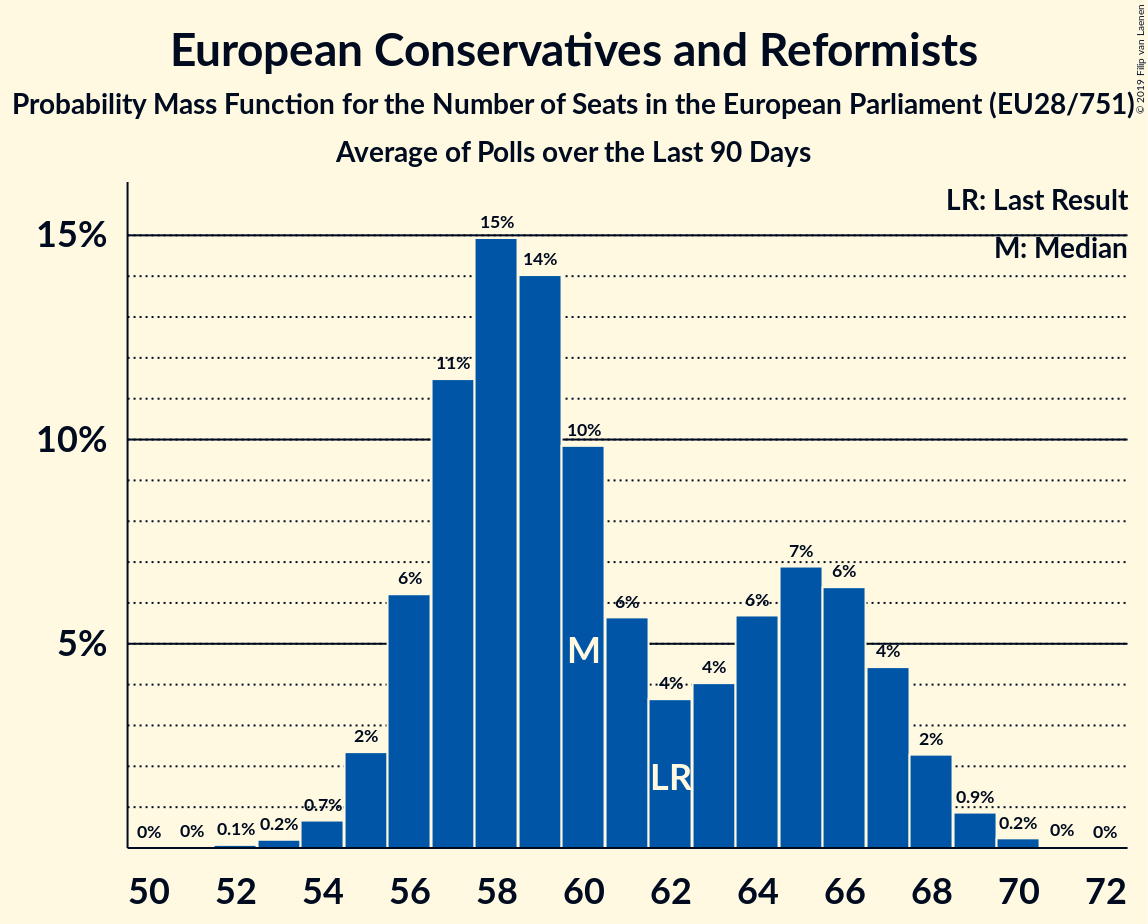 European Conservatives and Reformists
Probability Mass Function for the Number of Seats in the European Parliament (EU28/751)
Average of Polls over the Last 90 Days
© 2019 Filip van Laenen
LR: Last Result
M: Median
15%
10%
5%
0%
0%
0.1%
0.2%
0.7%
2%
6%
11%
15%
14%
10%
6%
4%
4%
6%
7%
6%
4%
2%
0.9%
0.2%
0%
0%
M
LR
50 52 54 56 58 60 62 64 66 68 70 72